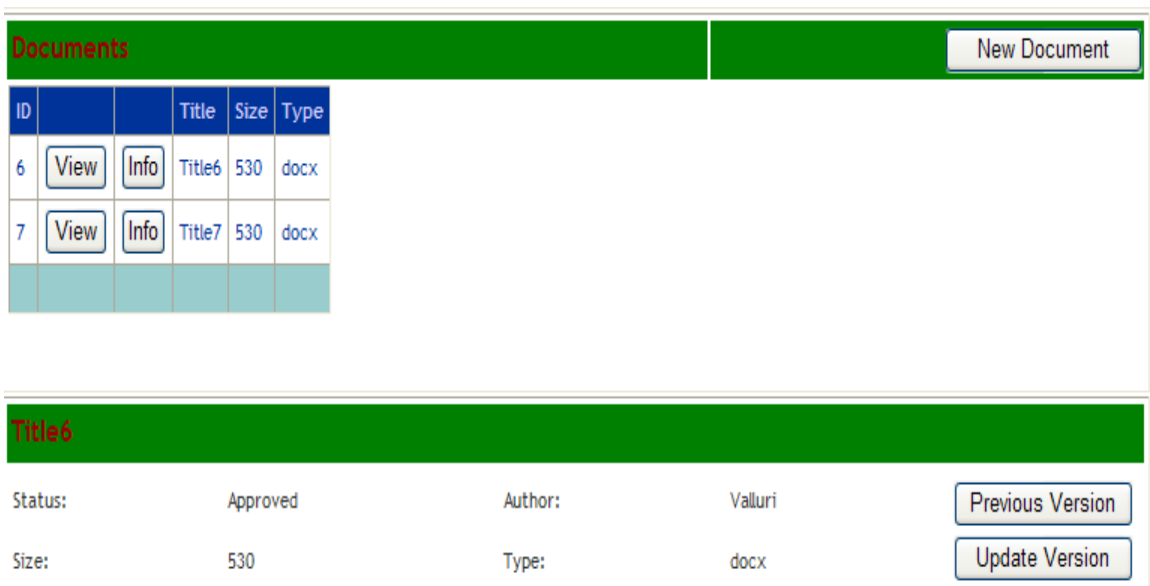 Documents New Document
ID Title Size Type
6 View Info Title6 530 docx
7 View Info Title7 530 docx
Title6
Status: Approved Author: Valluri Previous Version
Size: 530 Type: docx Update Version